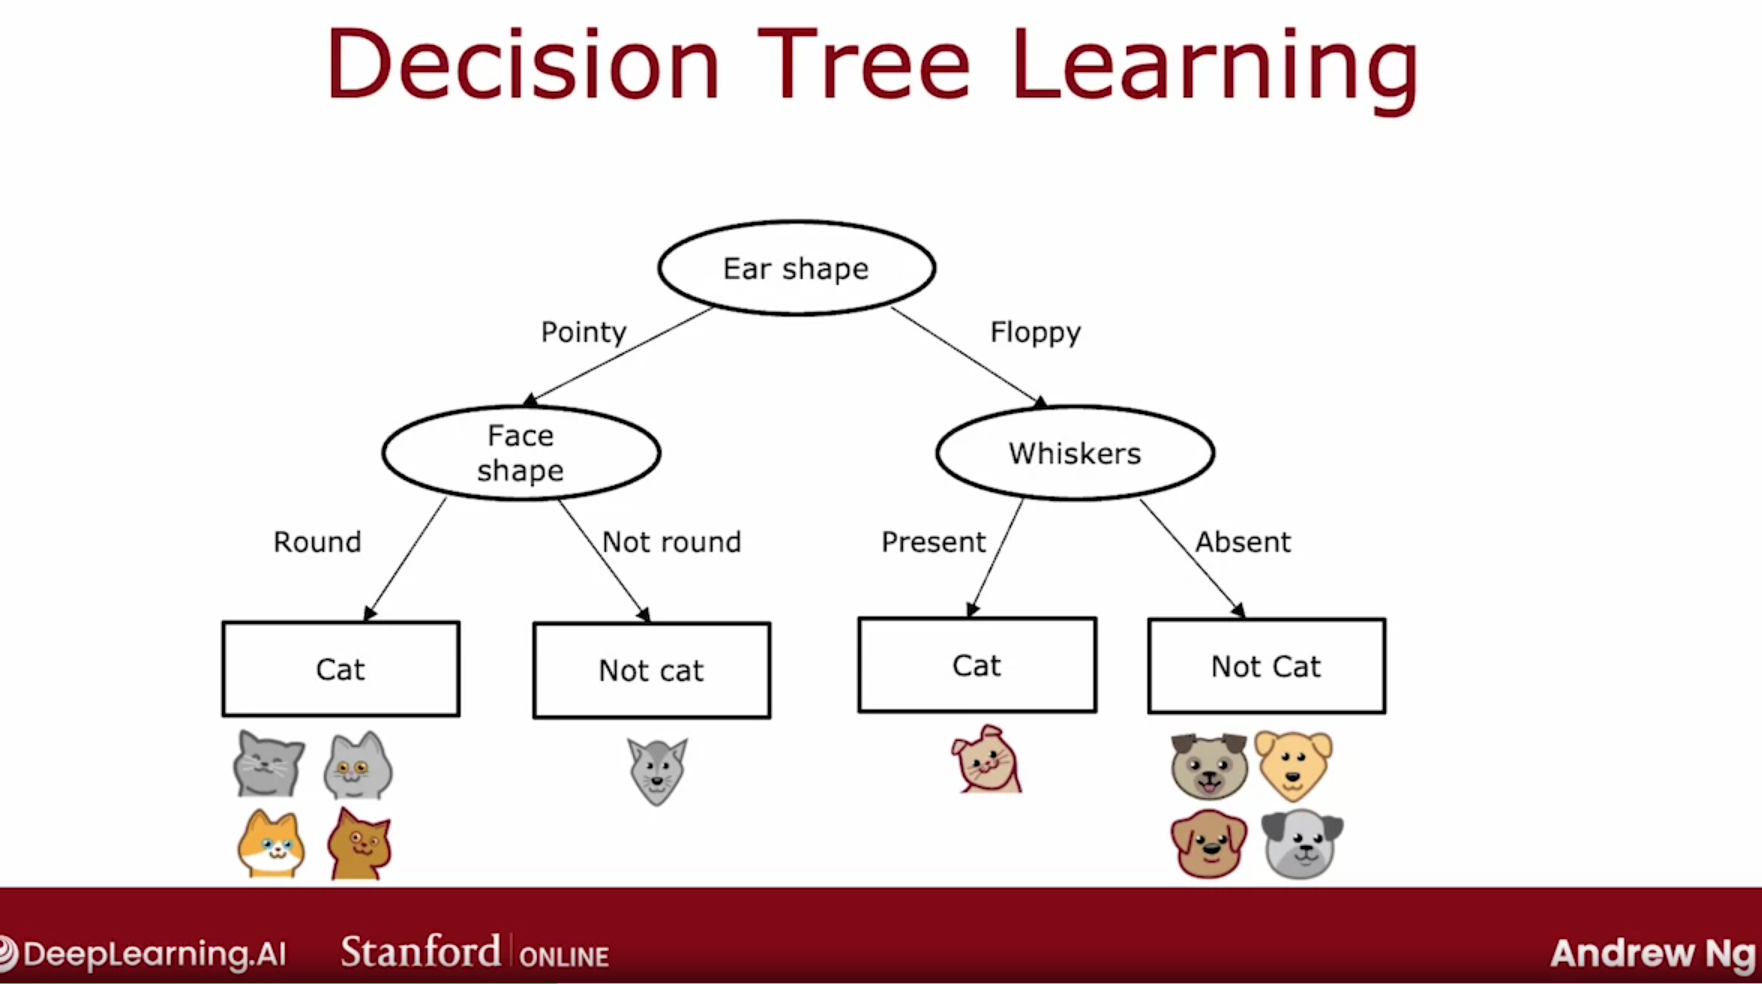 Decision Tree Learning
Ear shape
Pointy
Floppy
Face
shape
Whiskers
Round
Not round
Present
Absent
Cat
Not cat
Cat
Not Cat
DeepLearning.AI
Stanford ONLINE
Andrew Ng